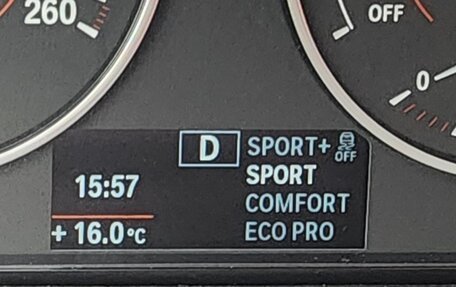 260
OFF
0
D SPORT+ OFF
15:57 SPORT
COMFORT
+ 16.0°C ECO PRO